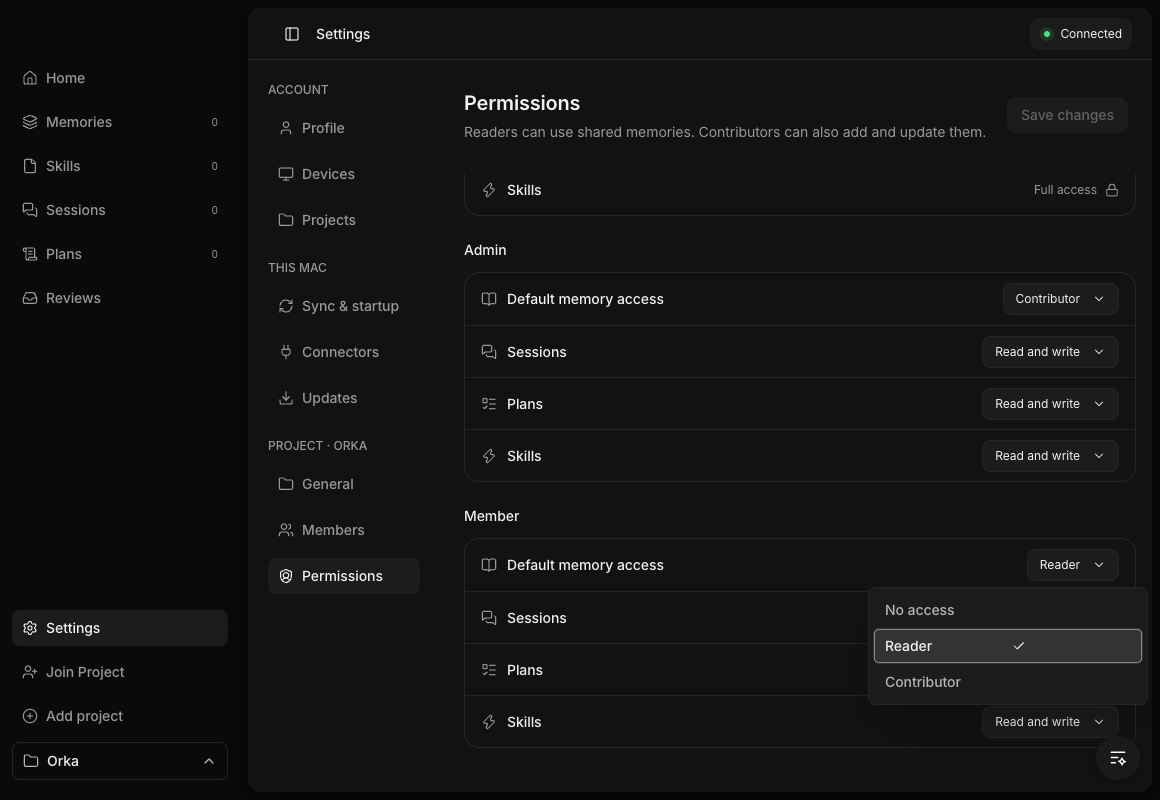 Settings
Connected
Home
Memories 0
Skills 0
Sessions 0
Plans 0
Reviews
Settings
Join Project
Add project
Orka
ACCOUNT
Profile
Devices
Projects
THIS MAC
Sync & startup
Connectors
Updates
PROJECT · ORKA
General
Members
Permissions
Permissions
Readers can use shared memories. Contributors can also add and update them.
Save changes
Skills Full access
Admin
Default memory access Contributor
Sessions Read and write
Plans Read and write
Skills Read and write
Member
Default memory access Reader
Sessions
Plans
Skills Read and write
No access
Reader
Contributor